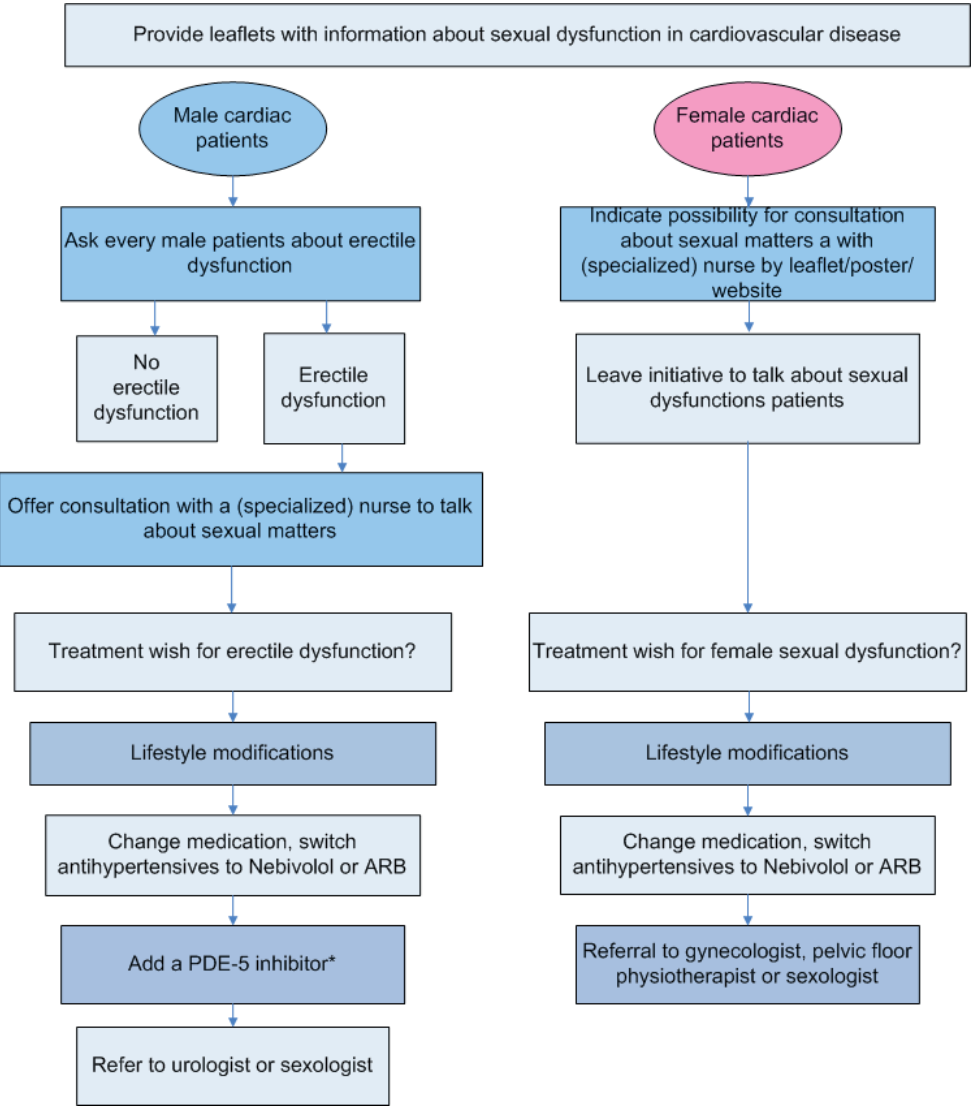 Provide leaflets with information about sexual dysfunction in cardiovascular disease
Male cardiac
patients
Female cardiac
patients
Ask every male patients about erectile
dysfunction
Indicate possibility for consultation
about sexual matters a with
(specialized) nurse by leaflet/poster/
website
No
erectile
dysfunction
Erectile
dysfunction
Leave initiative to talk about sexual
dysfunctions patients
Offer consultation with a (specialized) nurse to talk
about sexual matters
Treatment wish for erectile dysfunction?
Treatment wish for female sexual dysfunction?
Lifestyle modifications
Lifestyle modifications
Change medication, switch
antihypertensives to Nebivolol or ARB
Change medication, switch
antihypertensives to Nebivolol or ARB
Add a PDE-5 inhibitor*
Referral to gynecologist, pelvic floor
physiotherapist or sexologist
Refer to urologist or sexologist